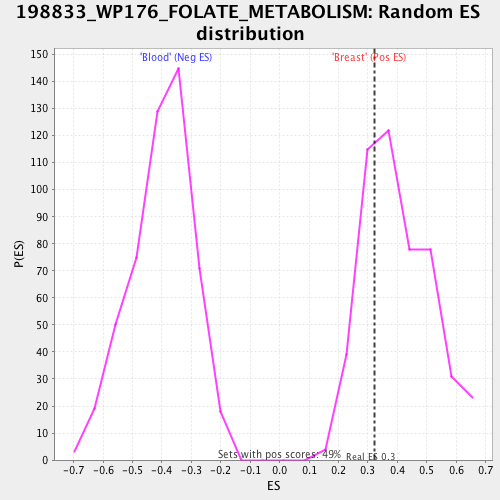 198833_WP176_FOLATE_METABOLISM: Random ES
distribution
'Blood' (Neg ES)
'Breast' (Pos ES)
150
140
130
120
110
100
90
80
70
60
50
40
30
20
10
0
P(ES)
Sets with pos scores: 49%
Real ES 0.3
-0.7 -0.6 -0.5 -0.4 -0.3 -0.2 -0.1 0.0 0.1 0.2 0.3 0.4 0.5 0.6 0.7
ES